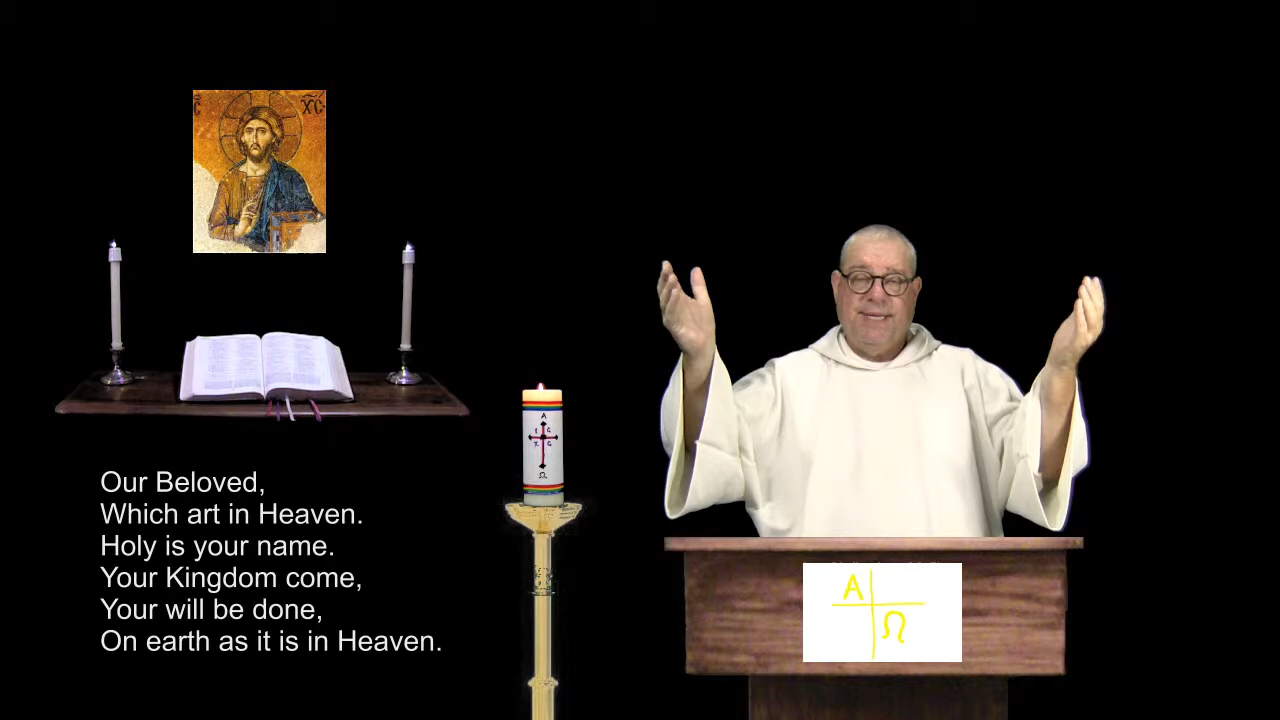 C
XC
Our Beloved,
Which art in Heaven.
Holy is your name.
Your Kingdom come,
Your will be done,
On earth as it is in Heaven.
Α
Ι C
Χ C
Ω
A
Ω